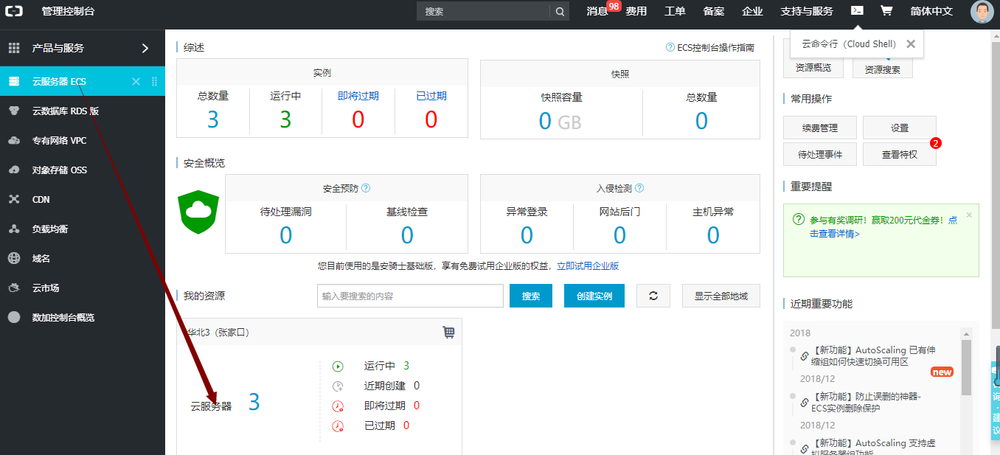 管理控制台
搜索
消息
98
费用
工单
备案
企业
支持与服务
简体中文
产品与服务
云服务器 ECS
云数据库 RDS 版
专有网络 VPC
对象存储 OSS
CDN
负载均衡
域名
云市场
数加控制台概览
综述
ECS控制台操作指南
实例
总数量
运行中
即将过期
已过期
3
3
0
0
快照
快照容量
总数量
0 GB
0
安全概览
安全预防
待处理漏洞
基线检查
0
0
入侵检测
异常登录
网站后门
主机异常
0
0
0
您目前使用的是安骑士基础版，享有免费试用企业版的权益，立即试用企业版
我的资源
输入要搜索的内容
搜索
创建实例
显示全部地域
华北3（张家口）
云服务器
3
运行中 3
近期创建 0
即将过期 0
已过期 0
云命令行（Cloud Shell）
资源概览
资源搜索
常用操作
续费管理
设置
待处理事件
查看特权
2
重要提醒
参与有奖调研！赢取200元代金券！点
击查看详情>
近期重要功能
2018
【新功能】AutoScaling 已有伸
缩组如何快速切换可用区
new
2018/12
【新功能】防止误删的神器-
ECS实例删除保护
2018/12
【新功能】AutoScaling 支持虚
拟服务器组功能
询
·
建
议